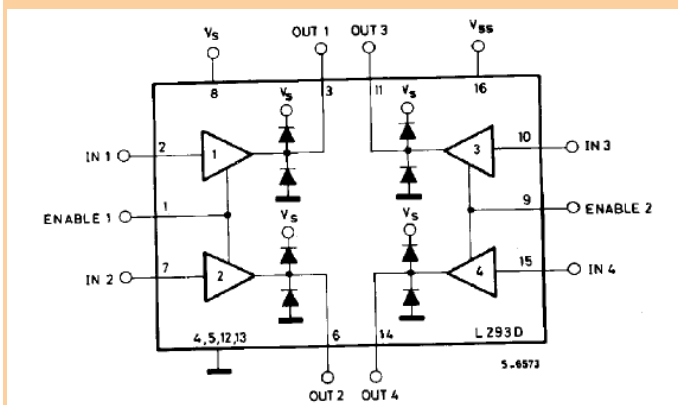 Vs OUT 1 OUT 3 Vss
8 Vs 3 11 Vs 16
IN 1 2 1 3 10 IN 3
ENABLE 1 1 9 ENABLE 2
Vs Vs
IN 2 7 2 4 15 IN 4
4,5,12,13 6 14 L293D
S-6573
OUT 2 OUT 4